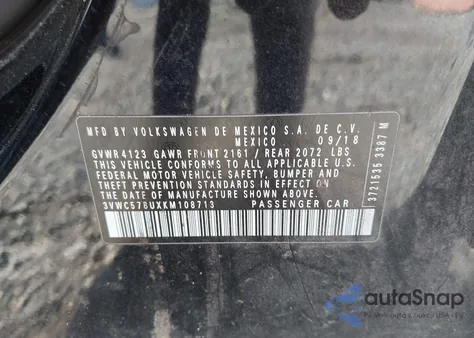 MFD. BY VOLKSWAGEN DE MEXICO S.A. DE C.V.
MEXICO 09/18
GVWR 4123 GAWR FRONT 2161 / REAR 2072 LBS
THIS VEHICLE CONFORMS TO ALL APPLICABLE U.S.
FEDERAL MOTOR VEHICLE SAFETY, BUMPER AND
THEFT PREVENTION STANDARDS IN EFFECT ON
THE DATE OF MANUFACTURE SHOWN ABOVE.
3VWC57BUXKM108713 PASSENGER CAR
3721535 3387 M
autoSnap